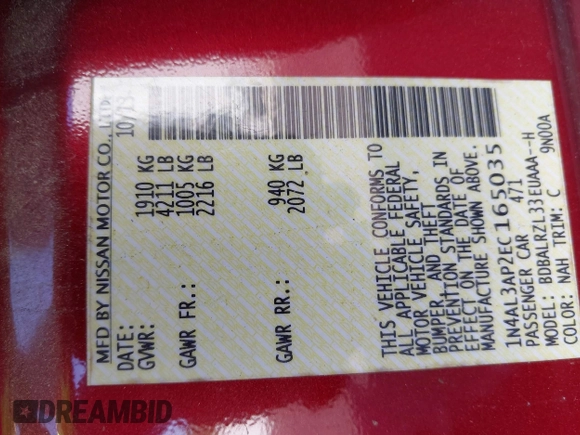 MFD BY NISSAN MOTOR CO., LTD.
DATE: 10/13
GVWR: 1910 KG
4211 LB
GAWR FR.: 1005 KG
2216 LB
GAWR RR.: 940 KG
2072 LB
THIS VEHICLE CONFORMS TO
ALL APPLICABLE FEDERAL
MOTOR VEHICLE SAFETY,
BUMPER, AND THEFT
PREVENTION STANDARDS IN
EFFECT ON THE DATE OF
MANUFACTURE SHOWN ABOVE.
1N4AL3AP2EC165035
PASSENGER CAR 471
MODEL: BDBALRZL33EUAAA--H
COLOR: NAH TRIM: C 9N00A
DREAMBID